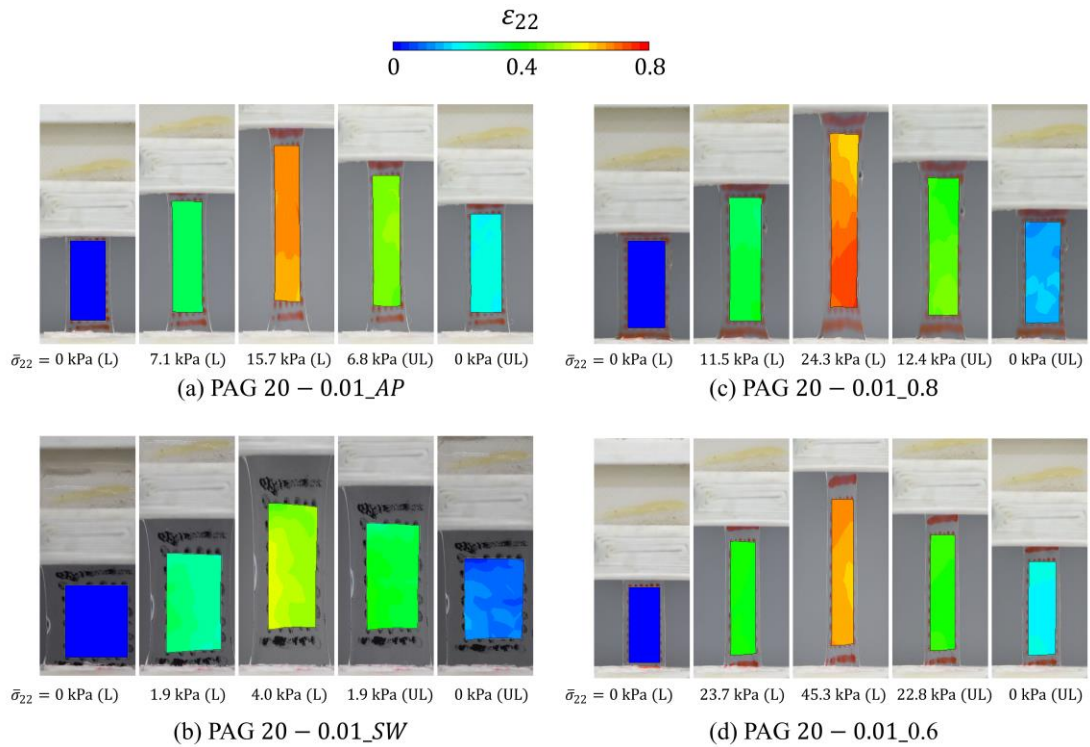 ε₂₂
0 0.4 0.8
σ̄₂₂ = 0 kPa (L) 7.1 kPa (L) 15.7 kPa (L) 6.8 kPa (UL) 0 kPa (UL)
(a) PAG 20 − 0.01_AP
σ̄₂₂ = 0 kPa (L) 11.5 kPa (L) 24.3 kPa (L) 12.4 kPa (UL) 0 kPa (UL)
(c) PAG 20 − 0.01_0.8
σ̄₂₂ = 0 kPa (L) 1.9 kPa (L) 4.0 kPa (L) 1.9 kPa (UL) 0 kPa (UL)
(b) PAG 20 − 0.01_SW
σ̄₂₂ = 0 kPa (L) 23.7 kPa (L) 45.3 kPa (L) 22.8 kPa (UL) 0 kPa (UL)
(d) PAG 20 − 0.01_0.6